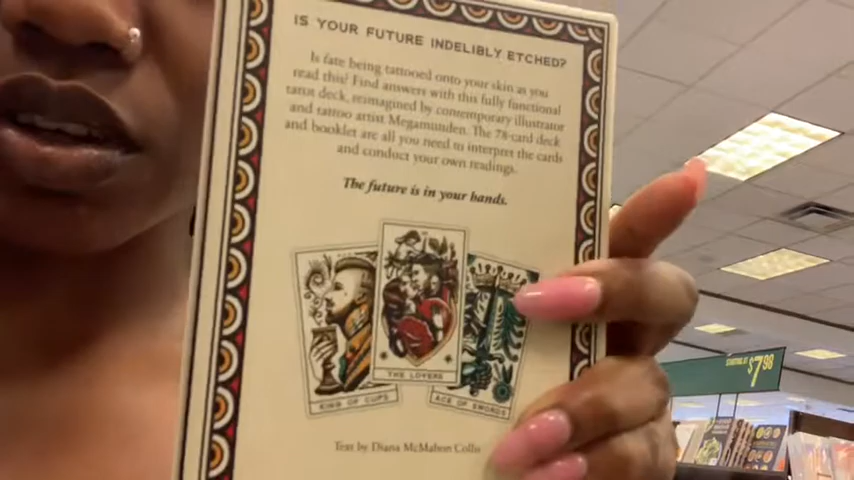 IS YOUR FUTURE INDELIBLY ETCHED?
Is fate being tattooed onto your skin as you
read this? Find answers with this fully functional
tarot deck, reimagined by contemporary illustrator
and tattoo artist Megamunden. The 78-card deck
and booklet are all you need to interpret the cards
and conduct your own readings.
The future is in your hands.
KING OF CUPS
THE LOVERS
ACE OF SWORDS
Text by Diana McMahon Collis
STARTING AT
$7.98